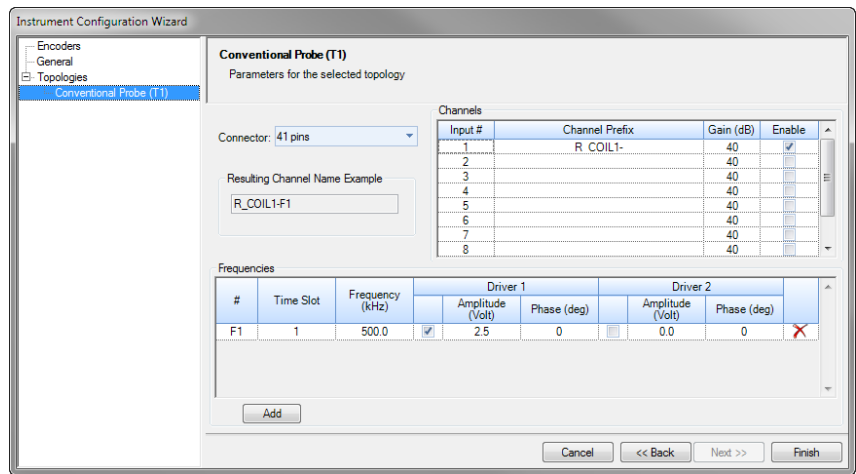 Instrument Configuration Wizard
Encoders
General
Topologies
Conventional Probe (T1)
Conventional Probe (T1)
Parameters for the selected topology
Connector: 41 pins
Resulting Channel Name Example
R_COIL1-F1
Channels
Input # Channel Prefix Gain (dB) Enable
1 R_COIL1- 40
2 40
3 40
4 40
5 40
6 40
7 40
8 40
Frequencies
Driver 1 Driver 2
# Time Slot Frequency (kHz) Amplitude (Volt) Phase (deg) Amplitude (Volt) Phase (deg)
F1 1 500.0 2.5 0 0.0 0
Add
Cancel << Back Next >> Finish